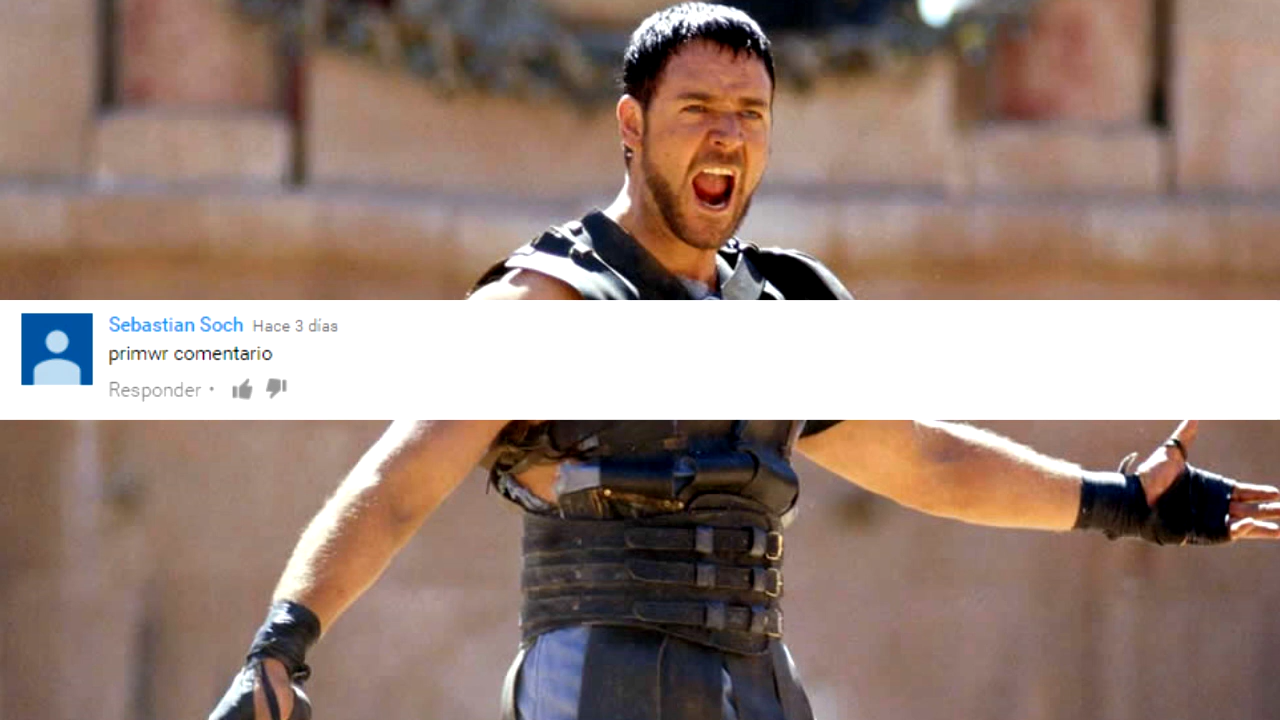 Sebastian Soch Hace 3 días
primwr comentario
Responder •